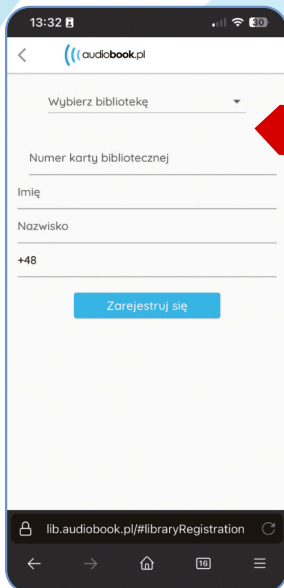 13:32
30
audiobook.pl
Wybierz bibliotekę
Numer karty bibliotecznej
Imię
Nazwisko
+48
Zarejestruj się
lib.audiobook.pl/#libraryRegistration
16